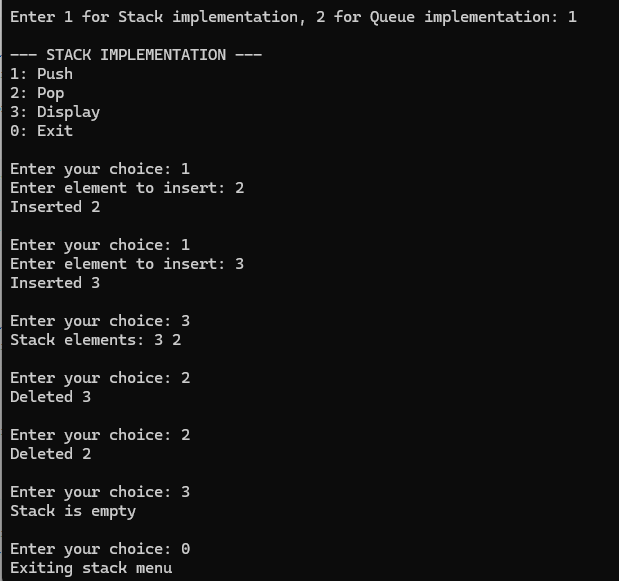 Enter 1 for Stack implementation, 2 for Queue implementation: 1
--- STACK IMPLEMENTATION ---
1: Push
2: Pop
3: Display
0: Exit
Enter your choice: 1
Enter element to insert: 2
Inserted 2
Enter your choice: 1
Enter element to insert: 3
Inserted 3
Enter your choice: 3
Stack elements: 3 2
Enter your choice: 2
Deleted 3
Enter your choice: 2
Deleted 2
Enter your choice: 3
Stack is empty
Enter your choice: 0
Exiting stack menu